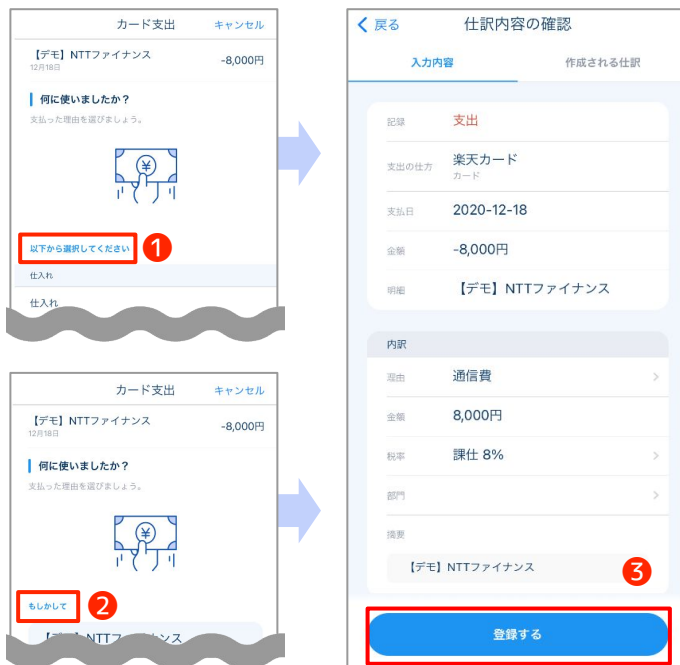 カード支出
キャンセル
【デモ】NTTファイナンス
12月18日
-8,000円
何に使いましたか？
支払った理由を選びましょう。
¥
以下から選択してください
1
仕入れ
仕入れ
カード支出
キャンセル
【デモ】NTTファイナンス
12月18日
-8,000円
何に使いましたか？
支払った理由を選びましょう。
¥
もしかして
2
戻る
仕訳内容の確認
入力内容
作成される仕訳
記録
支出
支出の仕方
楽天カード
カード
支払日
2020-12-18
金額
-8,000円
明細
【デモ】NTTファイナンス
内訳
理由
通信費
金額
8,000円
税率
課仕 8%
部門
摘要
【デモ】NTTファイナンス
3
登録する